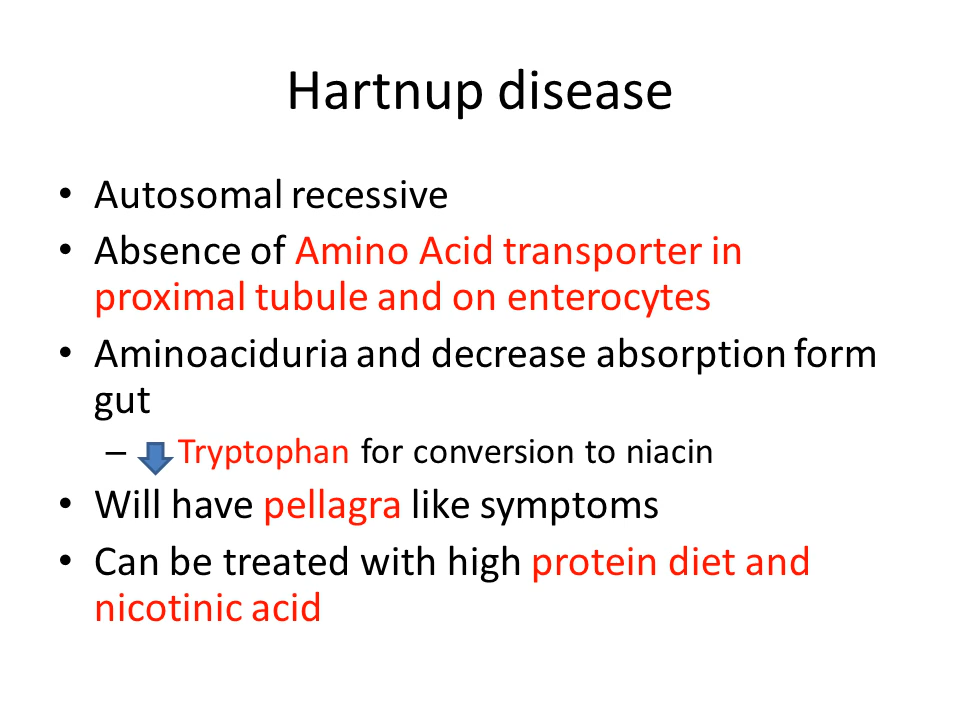 Hartnup disease
• Autosomal recessive
• Absence of Amino Acid transporter in
proximal tubule and on enterocytes
• Aminoaciduria and decrease absorption form
gut
– Tryptophan for conversion to niacin
• Will have pellagra like symptoms
• Can be treated with high protein diet and
nicotinic acid